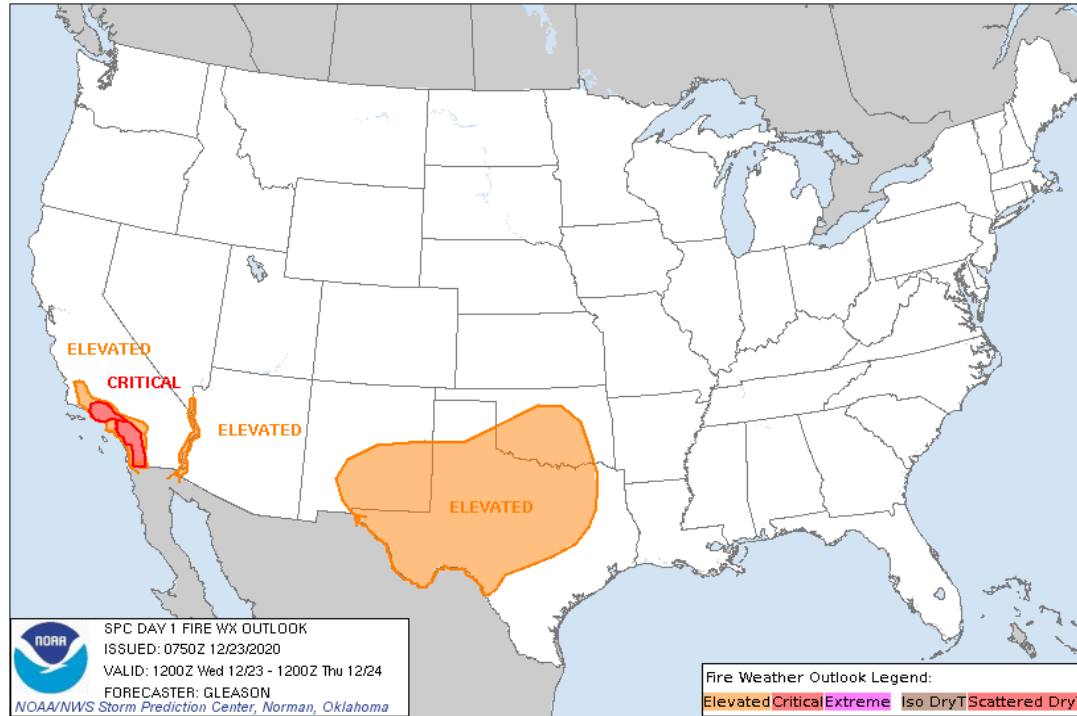 ELEVATED
CRITICAL
ELEVATED
ELEVATED
NOAA
SPC DAY 1 FIRE WX OUTLOOK
ISSUED: 0750Z 12/23/2020
VALID: 1200Z Wed 12/23 - 1200Z Thu 12/24
FORECASTER: GLEASON
NOAA/NWS Storm Prediction Center, Norman, Oklahoma
Fire Weather Outlook Legend:
Elevated Critical Extreme Iso DryT Scattered DryT